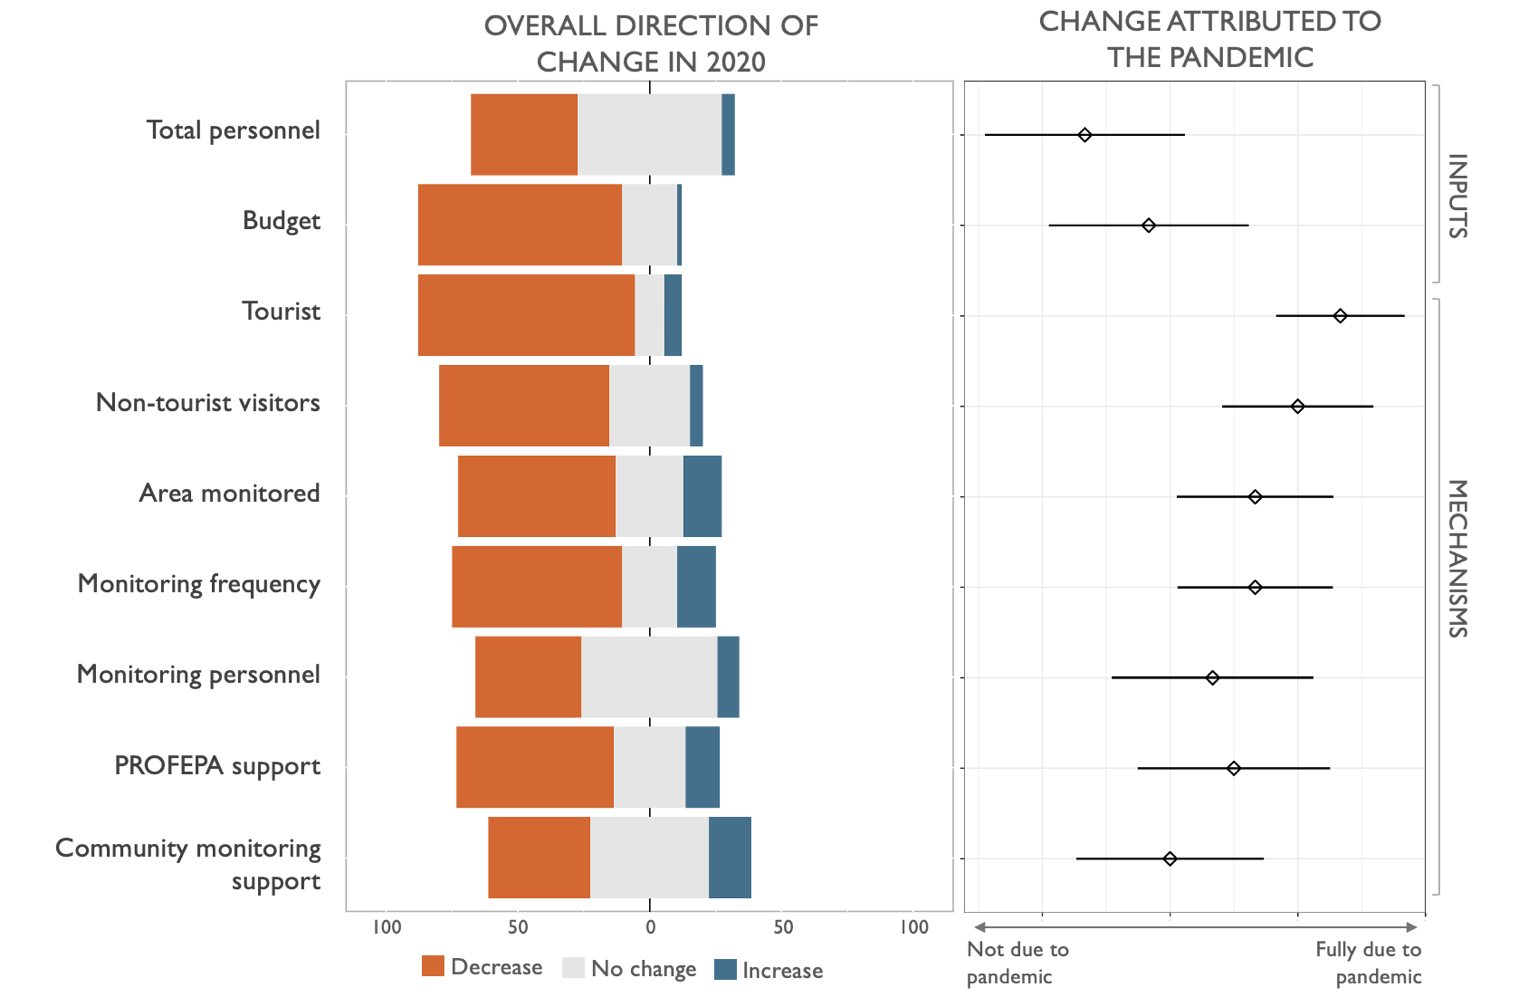 OVERALL DIRECTION OF
CHANGE IN 2020
CHANGE ATTRIBUTED TO
THE PANDEMIC
Total personnel
Budget
Tourist
Non-tourist visitors
Area monitored
Monitoring frequency
Monitoring personnel
PROFEPA support
Community monitoring
support
INPUTS
MECHANISMS
100 50 0 50 100
Decrease No change Increase
Not due to
pandemic
Fully due to
pandemic